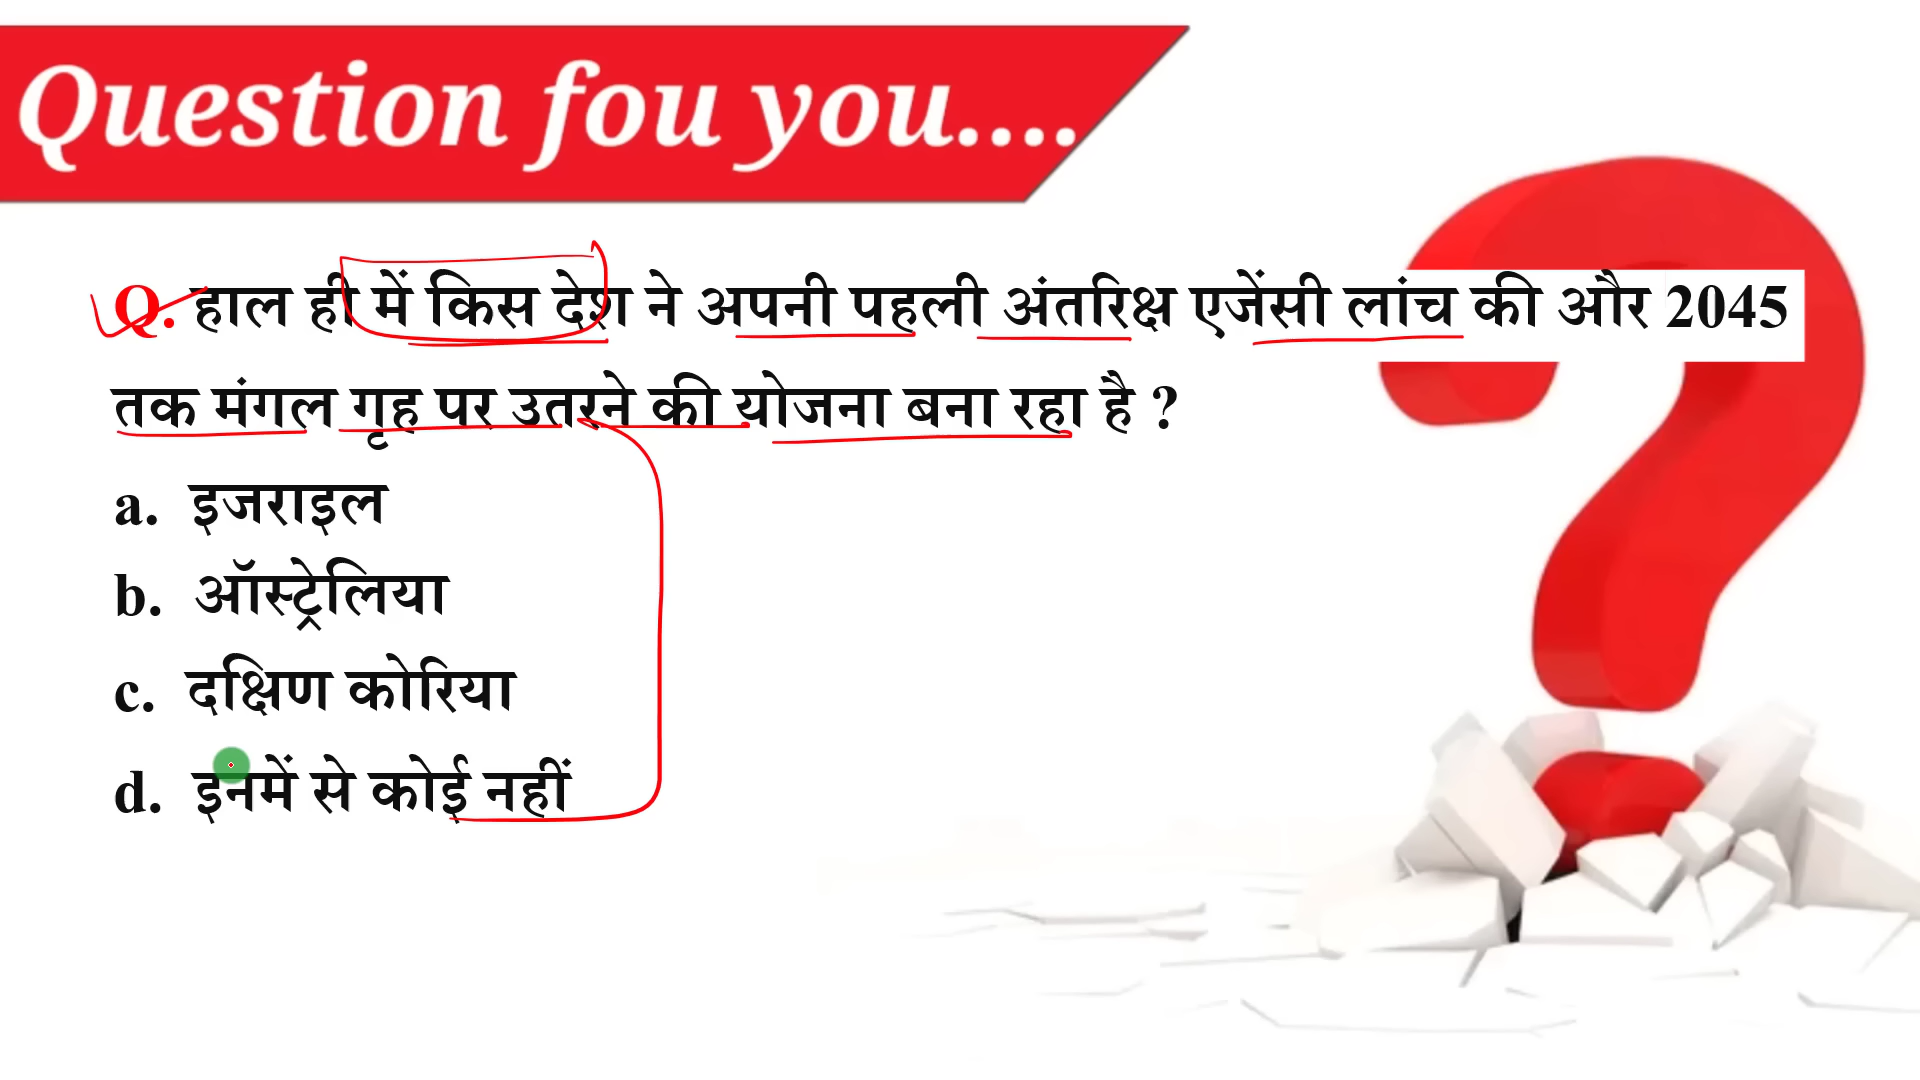 Question fou you....
Q. हाल ही में किस देश ने अपनी पहली अंतरिक्ष एजेंसी लांच की और 2045
तक मंगल गृह पर उतरने की योजना बना रहा है ?
a. इजराइल
b. ऑस्ट्रेलिया
c. दक्षिण कोरिया
d. इनमें से कोई नहीं